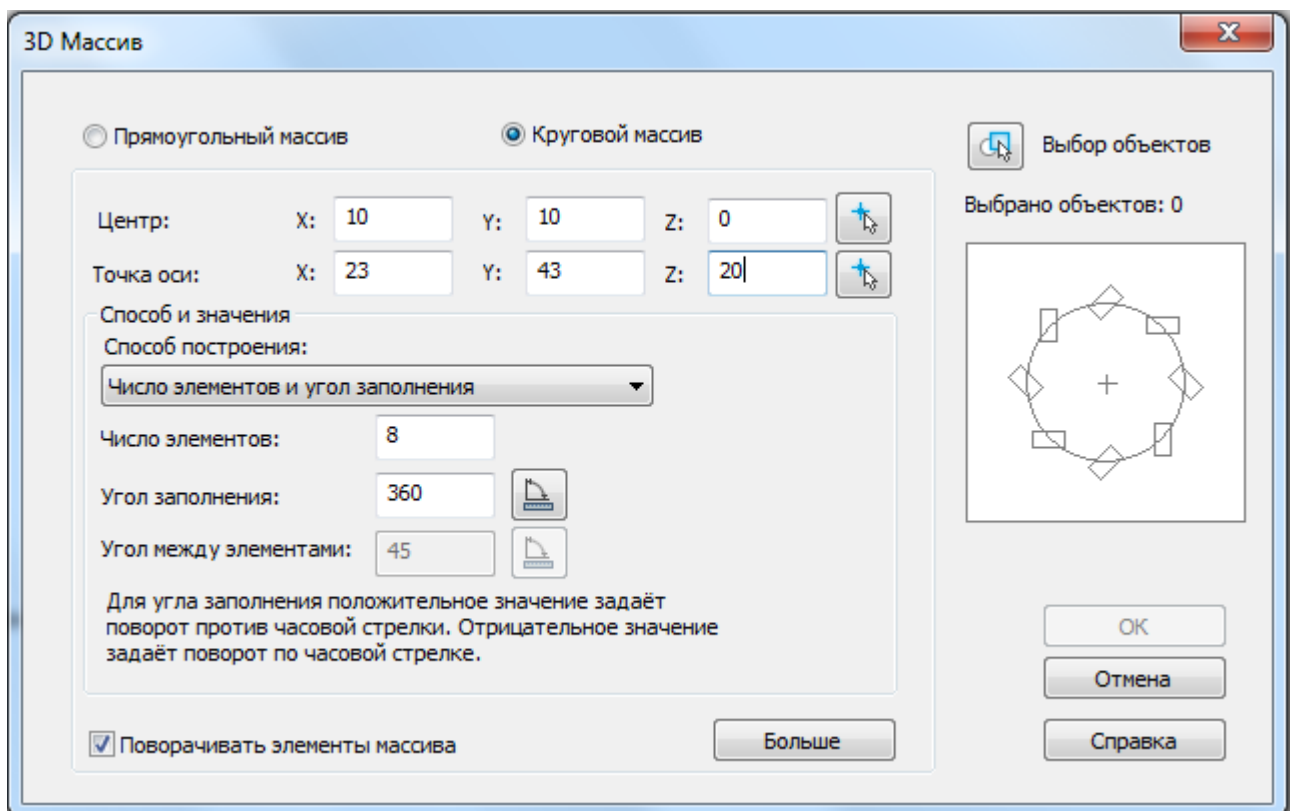 3D Массив
Прямоугольный массив Круговой массив Выбор объектов
Выбрано объектов: 0
Центр: X: 10 Y: 10 Z: 0
Точка оси: X: 23 Y: 43 Z: 20
Способ и значения
Способ построения:
Число элементов и угол заполнения
Число элементов: 8
Угол заполнения: 360
Угол между элементами: 45
Для угла заполнения положительное значение задаёт
поворот против часовой стрелки. Отрицательное значение
задаёт поворот по часовой стрелке.
OK
Отмена
Поворачивать элементы массива Больше Справка